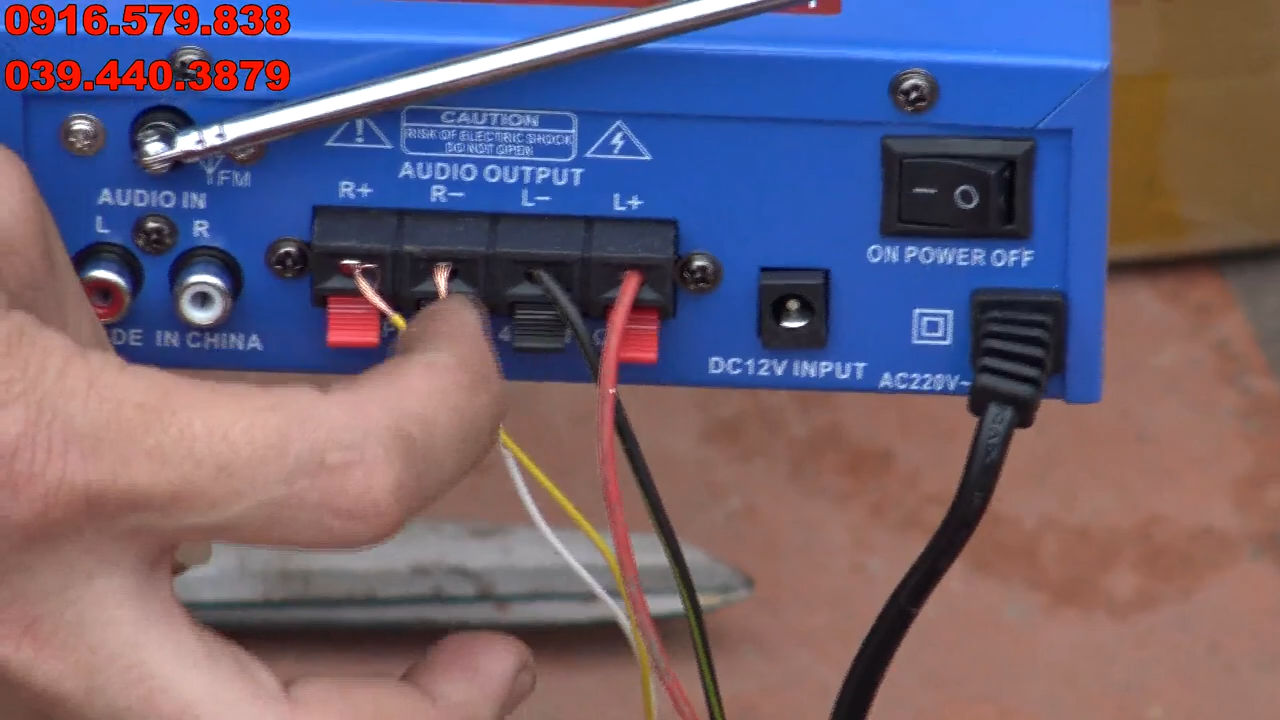 0916.579.838
039.440.3879
CAUTION
RISK OF ELECTRIC SHOCK
DO NOT OPEN
FM
AUDIO OUTPUT
AUDIO IN
L R
R+ R− L− L+
ON POWER OFF
DE IN CHINA
DC12V INPUT
AC220V~